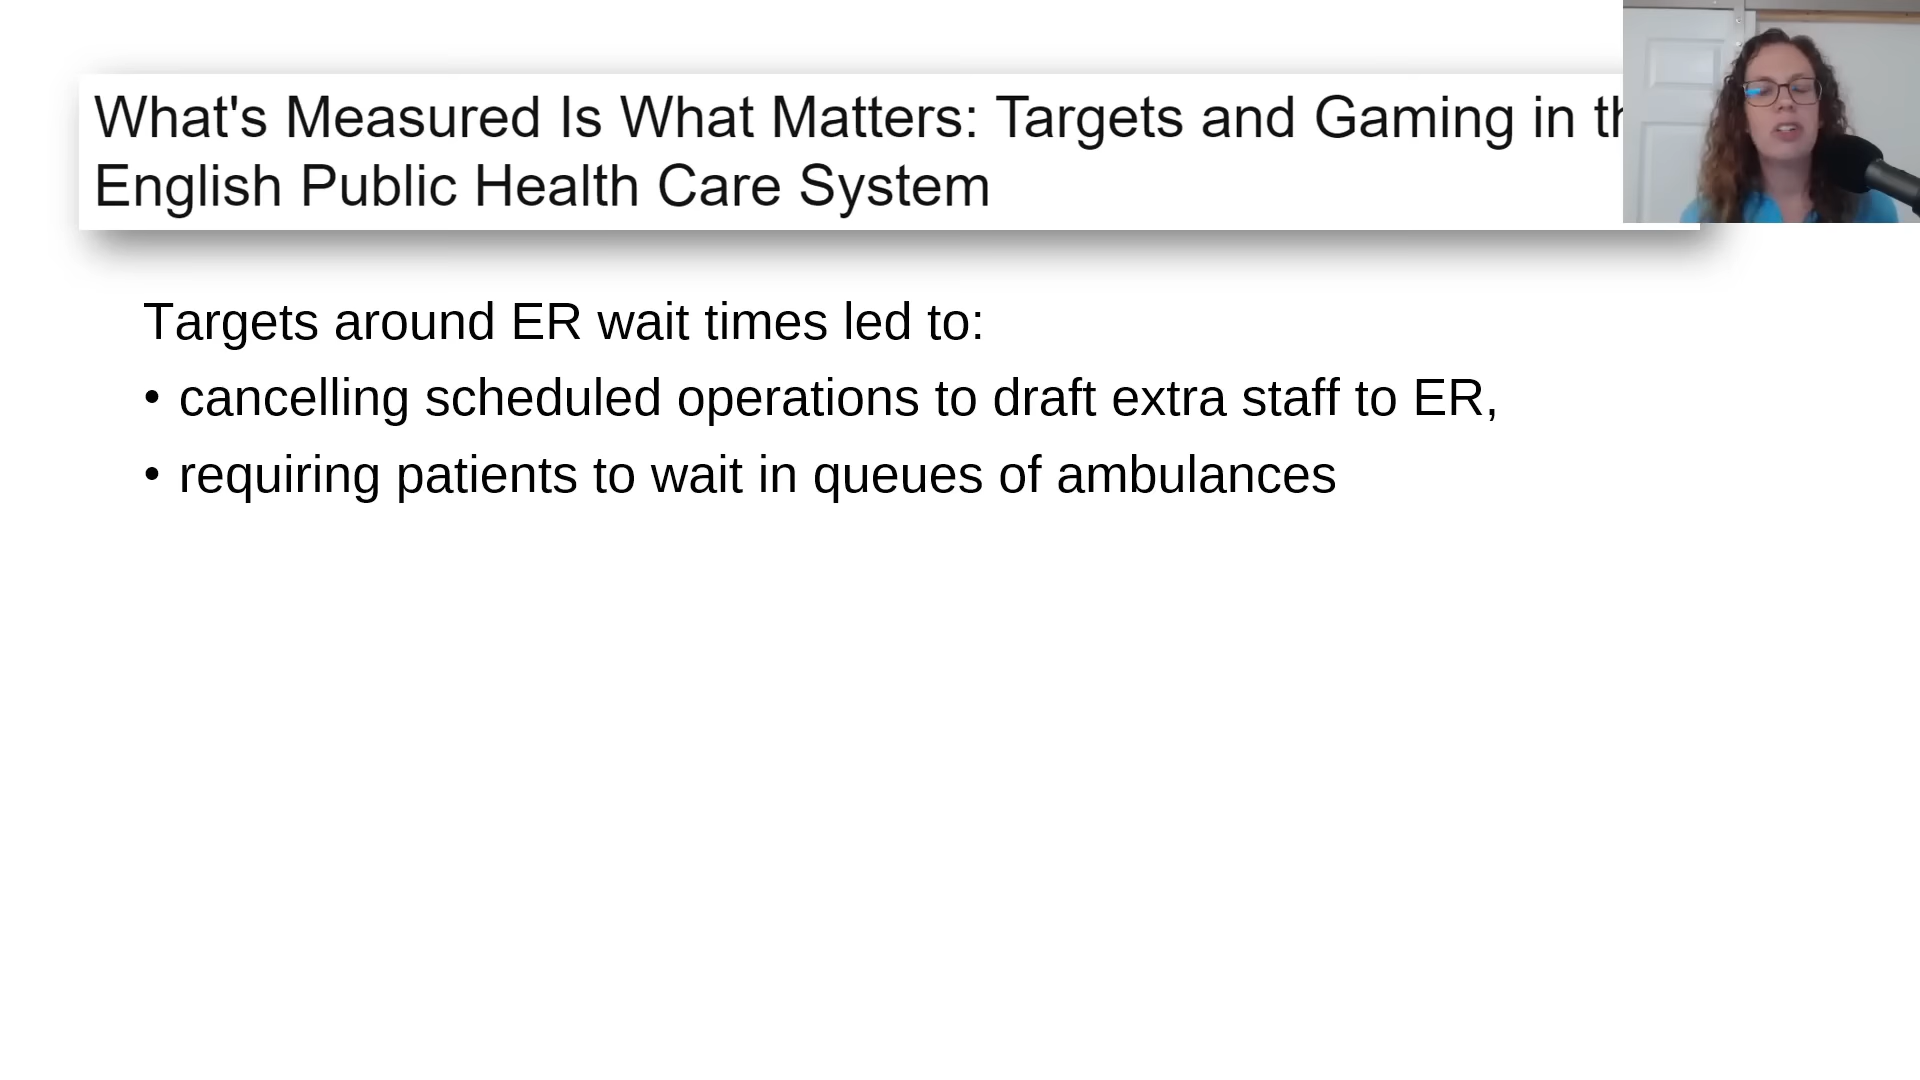 What's Measured Is What Matters: Targets and Gaming in
English Public Health Care System
Targets around ER wait times led to:
• cancelling scheduled operations to draft extra staff to ER,
• requiring patients to wait in queues of ambulances